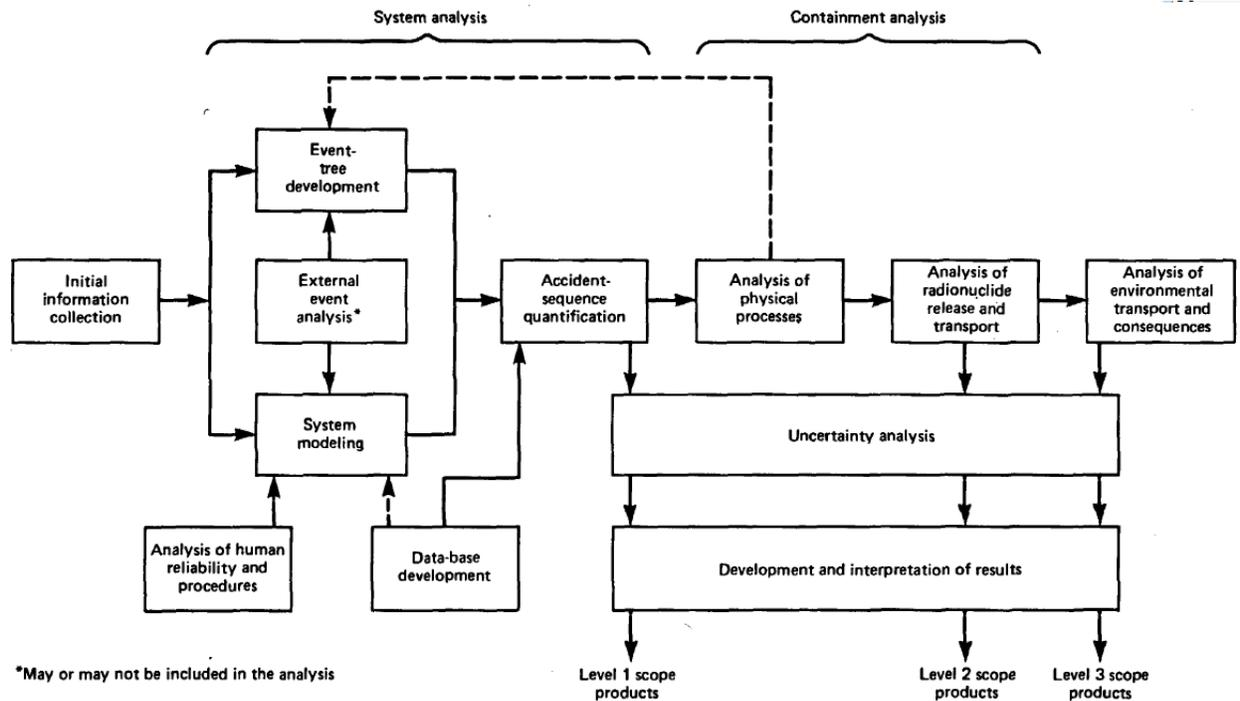 System analysis
Containment analysis
Event-
tree
development
Initial
information
collection
External
event
analysis*
Accident-
sequence
quantification
Analysis of
physical
processes
Analysis of
radionuclide
release and
transport
Analysis of
environmental
transport and
consequences
System
modeling
Uncertainty analysis
Analysis of human
reliability and
procedures
Data-base
development
Development and interpretation of results
*May or may not be included in the analysis
Level 1 scope
products
Level 2 scope
products
Level 3 scope
products